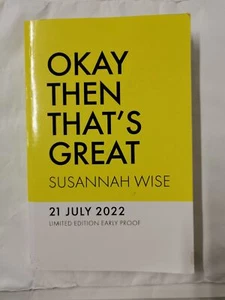 OKAY
THEN
THAT'S
GREAT
SUSANNAH WISE
21 JULY 2022
LIMITED EDITION EARLY PROOF